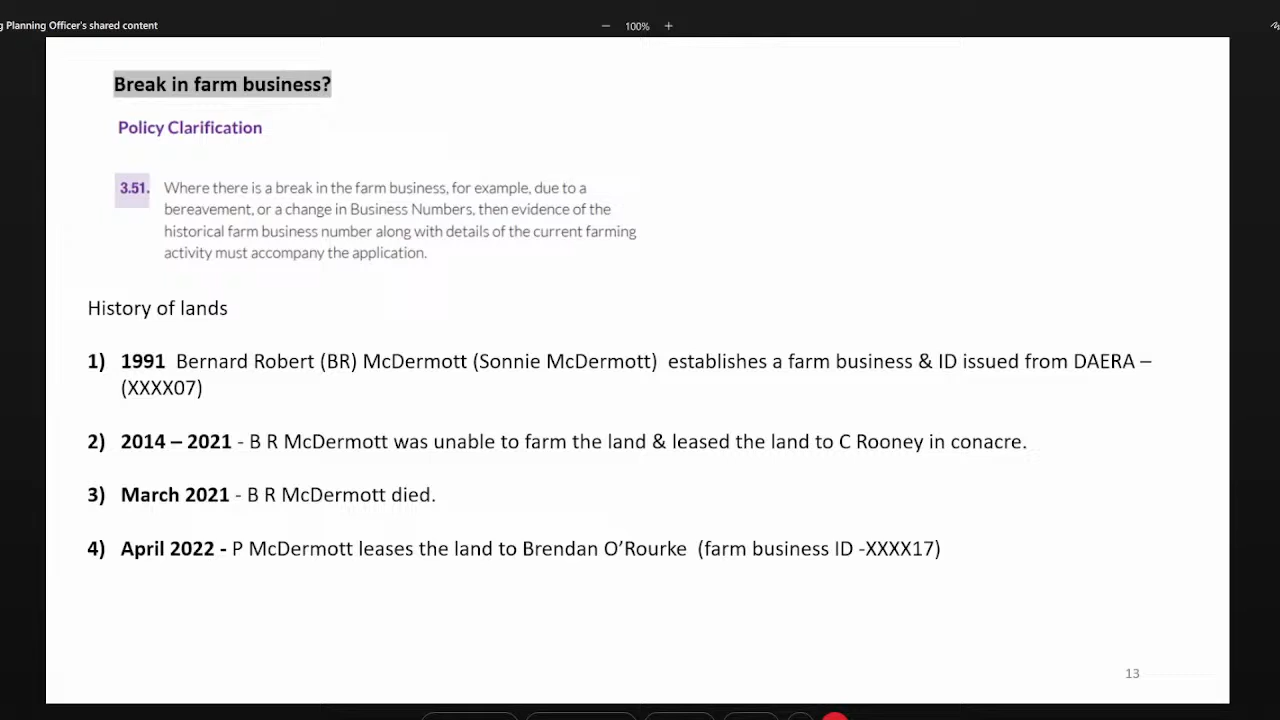 Planning Officer's shared content
100%
Break in farm business?
Policy Clarification
3.51. Where there is a break in the farm business, for example, due to a
bereavement, or a change in Business Numbers, then evidence of the
historical farm business number along with details of the current farming
activity must accompany the application.
History of lands
1) 1991 Bernard Robert (BR) McDermott (Sonnie McDermott) establishes a farm business & ID issued from DAERA –
(XXXX07)
2) 2014 – 2021 - B R McDermott was unable to farm the land & leased the land to C Rooney in conacre.
3) March 2021 - B R McDermott died.
4) April 2022 - P McDermott leases the land to Brendan O’Rourke (farm business ID -XXXX17)
13